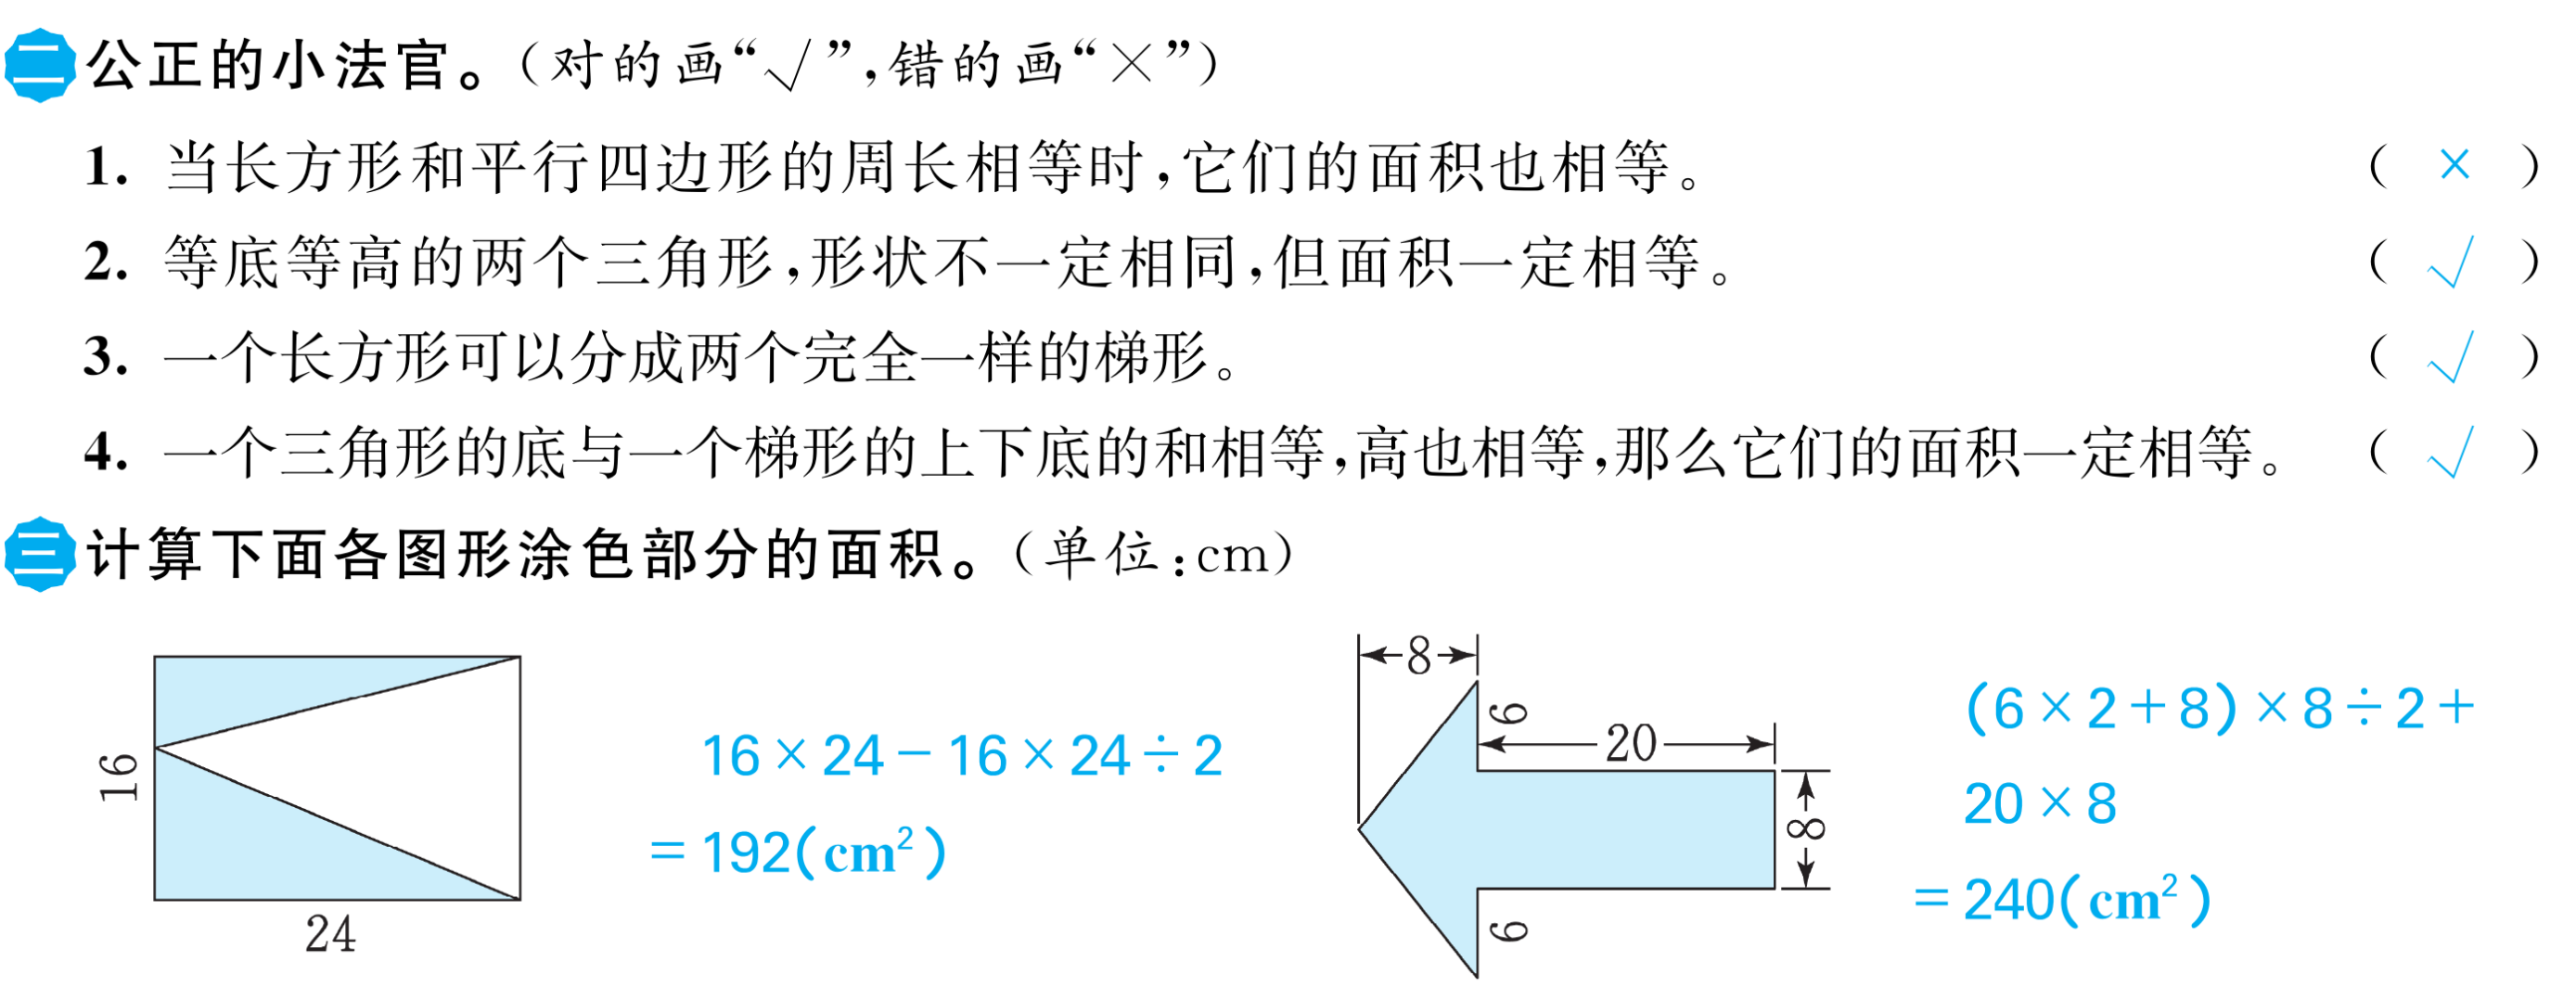 二 公正的小法官。(对的画“√”,错的画“×”)
1. 当长方形和平行四边形的周长相等时,它们的面积也相等。 ( × )
2. 等底等高的两个三角形,形状不一定相同,但面积一定相等。 ( √ )
3. 一个长方形可以分成两个完全一样的梯形。 ( √ )
4. 一个三角形的底与一个梯形的上下底的和相等,高也相等,那么它们的面积一定相等。 ( √ )
三 计算下面各图形涂色部分的面积。(单位:cm)
16
24
16×24－16×24÷2
＝192(cm²)
8
6
20
8
6
(6×2＋8)×8÷2＋
20×8
＝240(cm²)